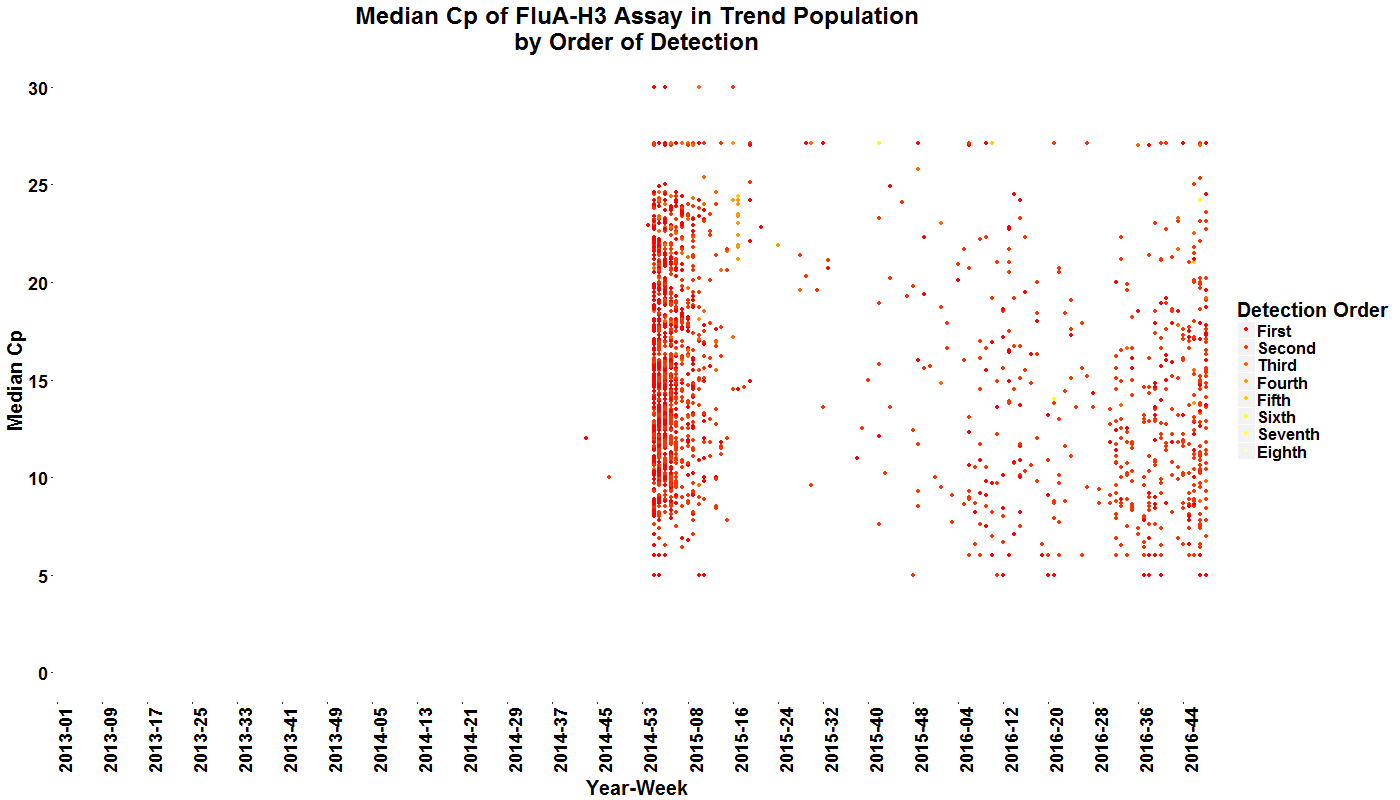 Median Cp of FluA-H3 Assay in Trend Population
by Order of Detection
Median Cp
30
25
20
15
10
5
0
2013-01
2013-09
2013-17
2013-25
2013-33
2013-41
2013-49
2014-05
2014-13
2014-21
2014-29
2014-37
2014-45
2014-53
2015-08
2015-16
2015-24
2015-32
2015-40
2015-48
2016-04
2016-12
2016-20
2016-28
2016-36
2016-44
Year-Week
Detection Order
First
Second
Third
Fourth
Fifth
Sixth
Seventh
Eighth